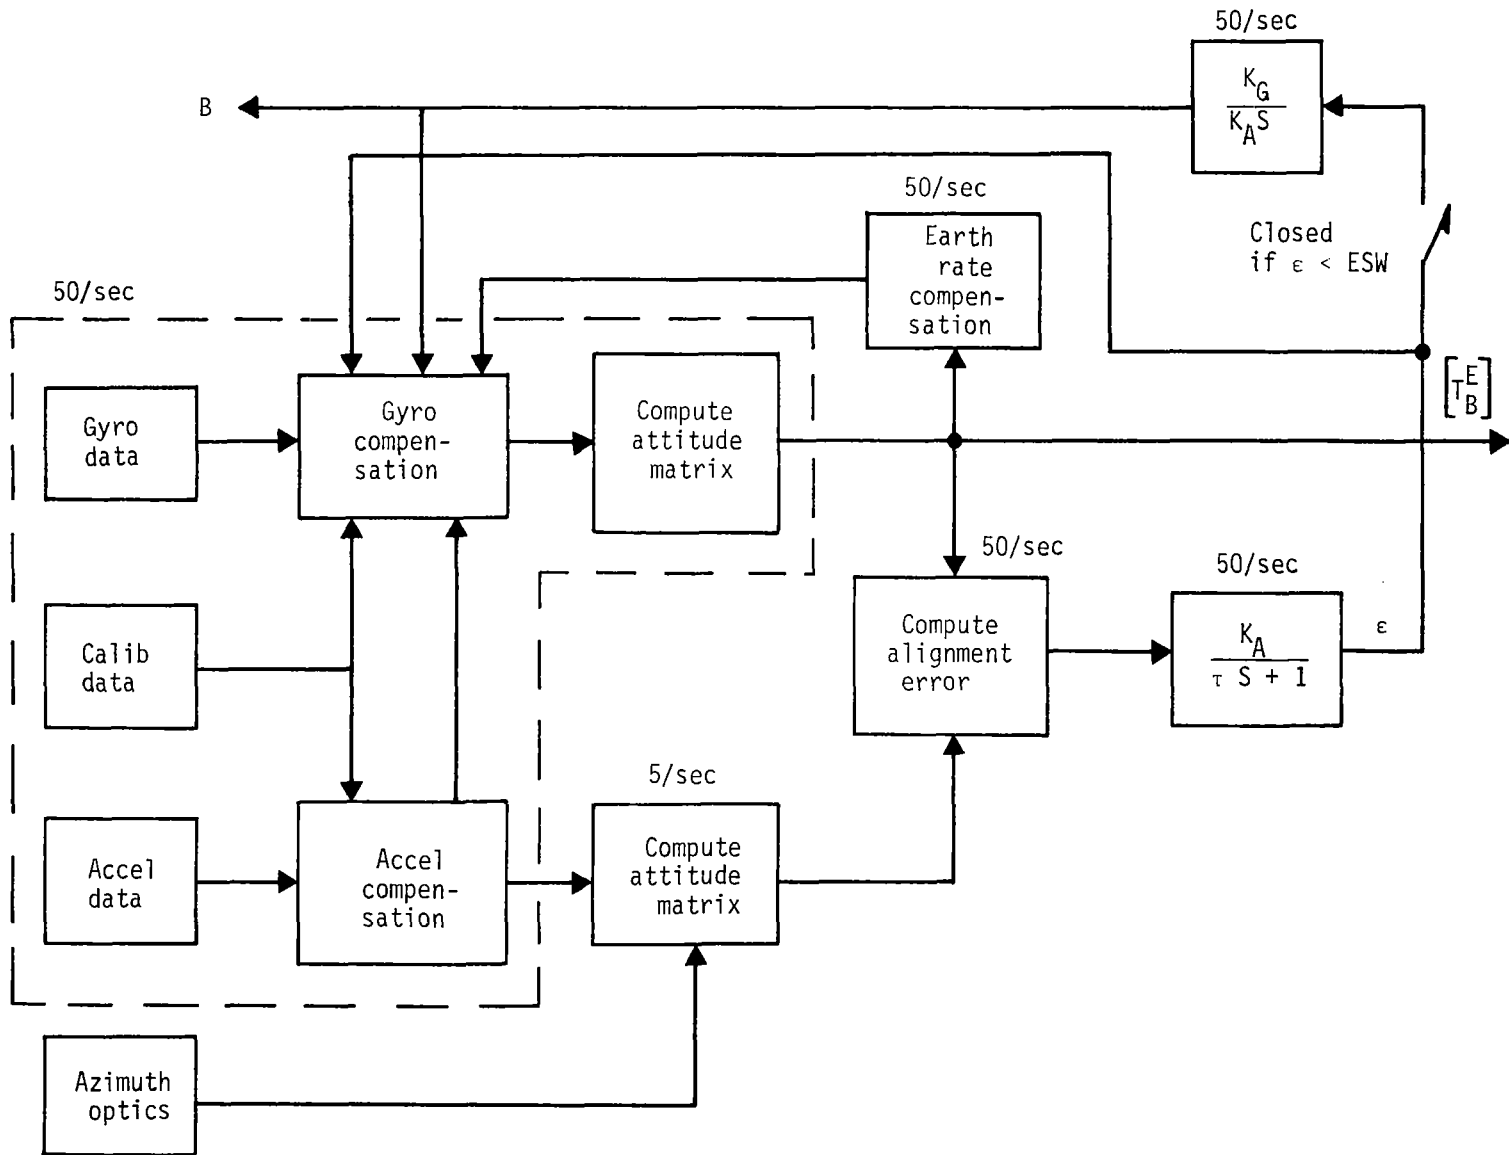 50/sec
K_G
K_A S
B
50/sec
Earth
rate
compen-
sation
Closed
if ε < ESW
50/sec
Gyro
data
Gyro
compen-
sation
Compute
attitude
matrix
[T_B^E]
50/sec
50/sec
Calib
data
Compute
alignment
error
K_A
τ S + 1
ε
5/sec
Accel
data
Accel
compen-
sation
Compute
attitude
matrix
Azimuth
optics